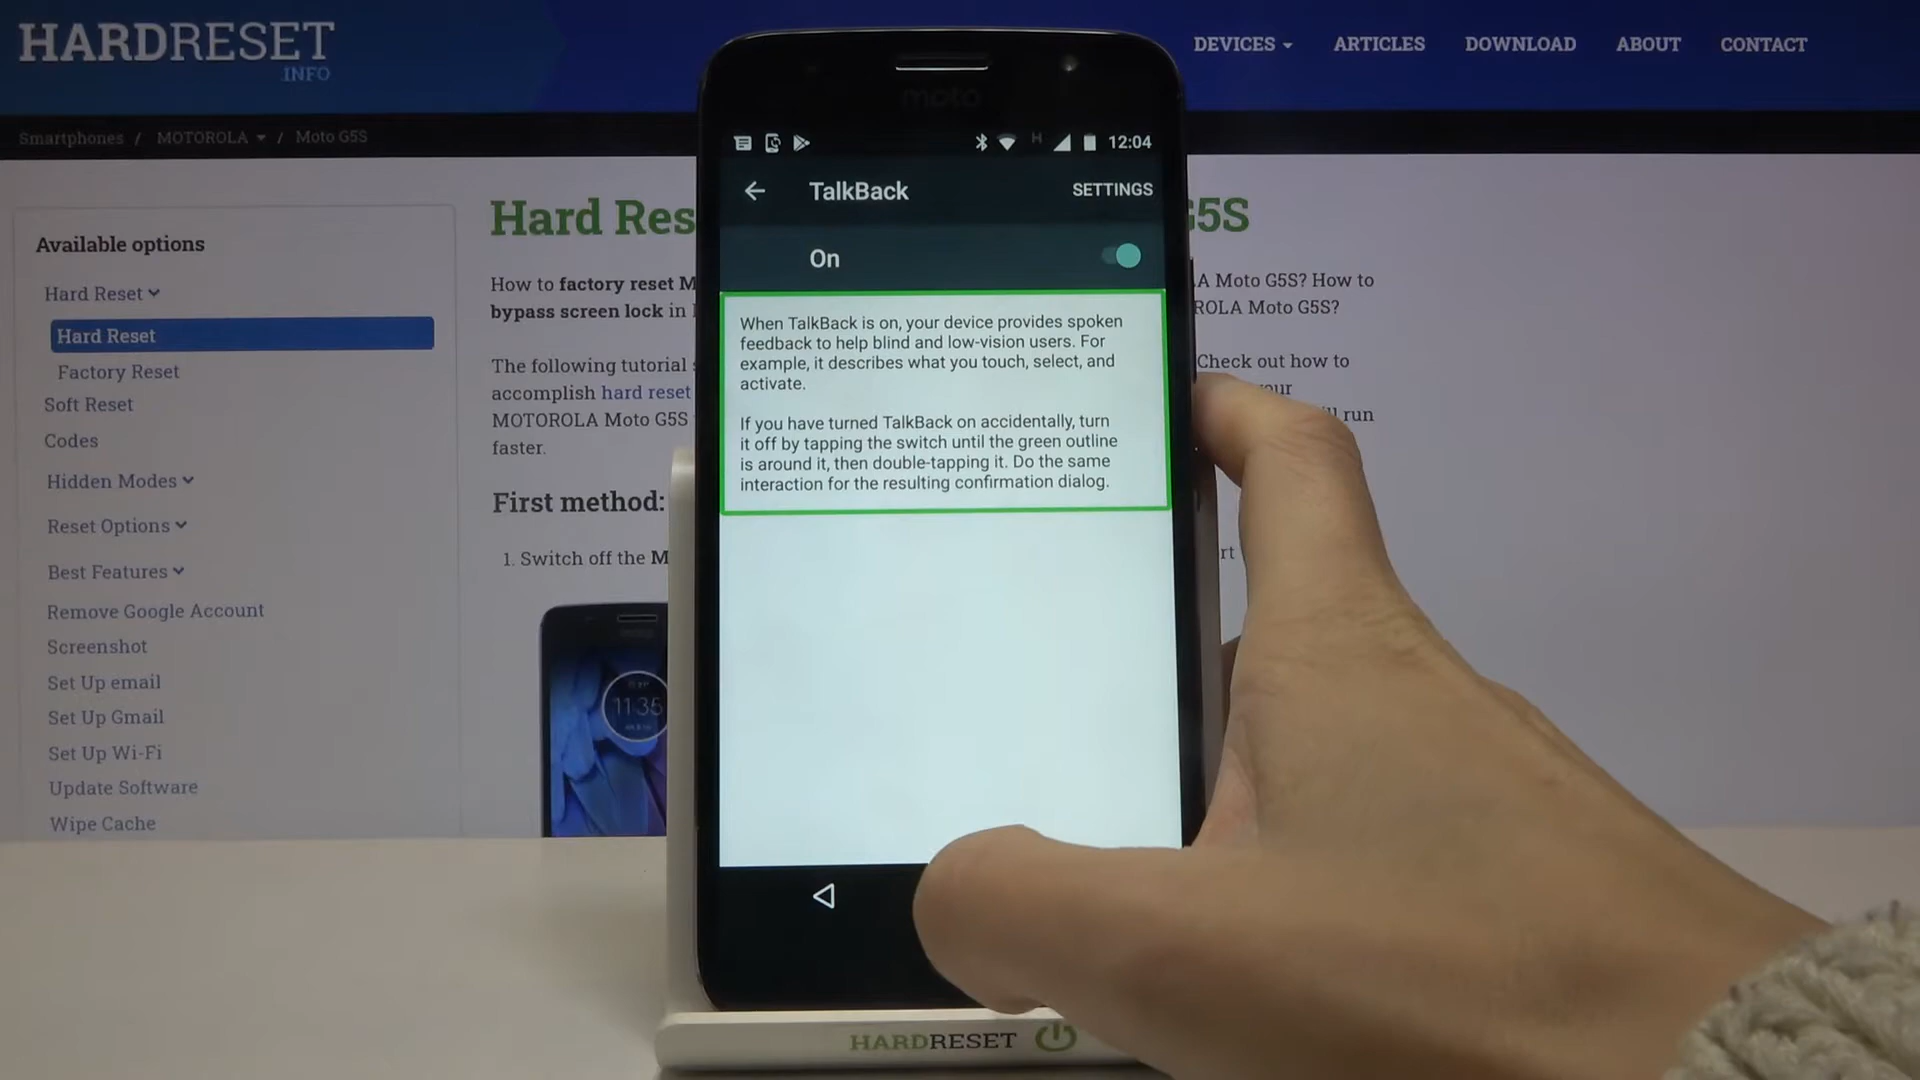 HARDRESET
.INFO
DEVICES
ARTICLES
DOWNLOAD
ABOUT
CONTACT
Smartphones / MOTOROLA / Moto G5S
Available options
Hard Reset
Hard Reset
Factory Reset
Soft Reset
Codes
Hidden Modes
Reset Options
Best Features
Remove Google Account
Screenshot
Set Up email
Set Up Gmail
Set Up Wi-Fi
Update Software
Wipe Cache
Hard Res
G5S
How to factory reset M
A Moto G5S? How to
bypass screen lock in
ROLA Moto G5S?
The following tutorial
Check out how to
accomplish hard reset
your
MOTOROLA Moto G5S
run
faster.
First method:
1. Switch off the M
rt
11:35
moto
H
12:04
TalkBack
SETTINGS
On
When TalkBack is on, your device provides spoken
feedback to help blind and low-vision users. For
example, it describes what you touch, select, and
activate.
If you have turned TalkBack on accidentally, turn
it off by tapping the switch until the green outline
is around it, then double-tapping it. Do the same
interaction for the resulting confirmation dialog.
HARDRESET